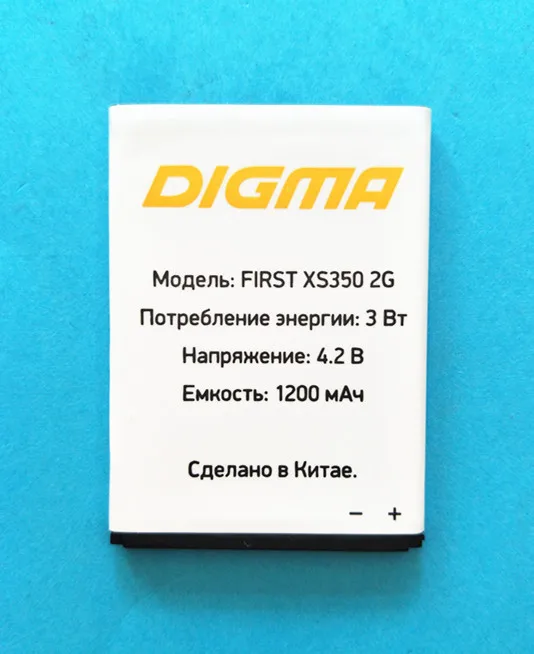 DIGMA
Модель: FIRST XS350 2G
Потребление энергии: 3 Вт
Напряжение: 4.2 В
Емкость: 1200 мАч
Сделано в Китае.
− +